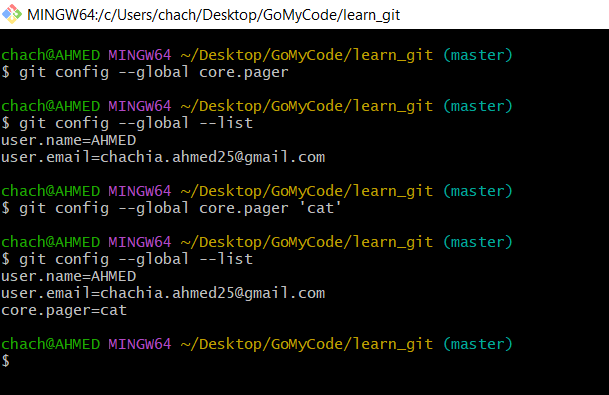 MINGW64:/c/Users/chach/Desktop/GoMyCode/learn_git
chach@AHMED MINGW64 ~/Desktop/GoMyCode/learn_git (master)
$ git config --global core.pager
chach@AHMED MINGW64 ~/Desktop/GoMyCode/learn_git (master)
$ git config --global --list
user.name=AHMED
user.email=chachia.ahmed25@gmail.com
chach@AHMED MINGW64 ~/Desktop/GoMyCode/learn_git (master)
$ git config --global core.pager 'cat'
chach@AHMED MINGW64 ~/Desktop/GoMyCode/learn_git (master)
$ git config --global --list
user.name=AHMED
user.email=chachia.ahmed25@gmail.com
core.pager=cat
chach@AHMED MINGW64 ~/Desktop/GoMyCode/learn_git (master)
$